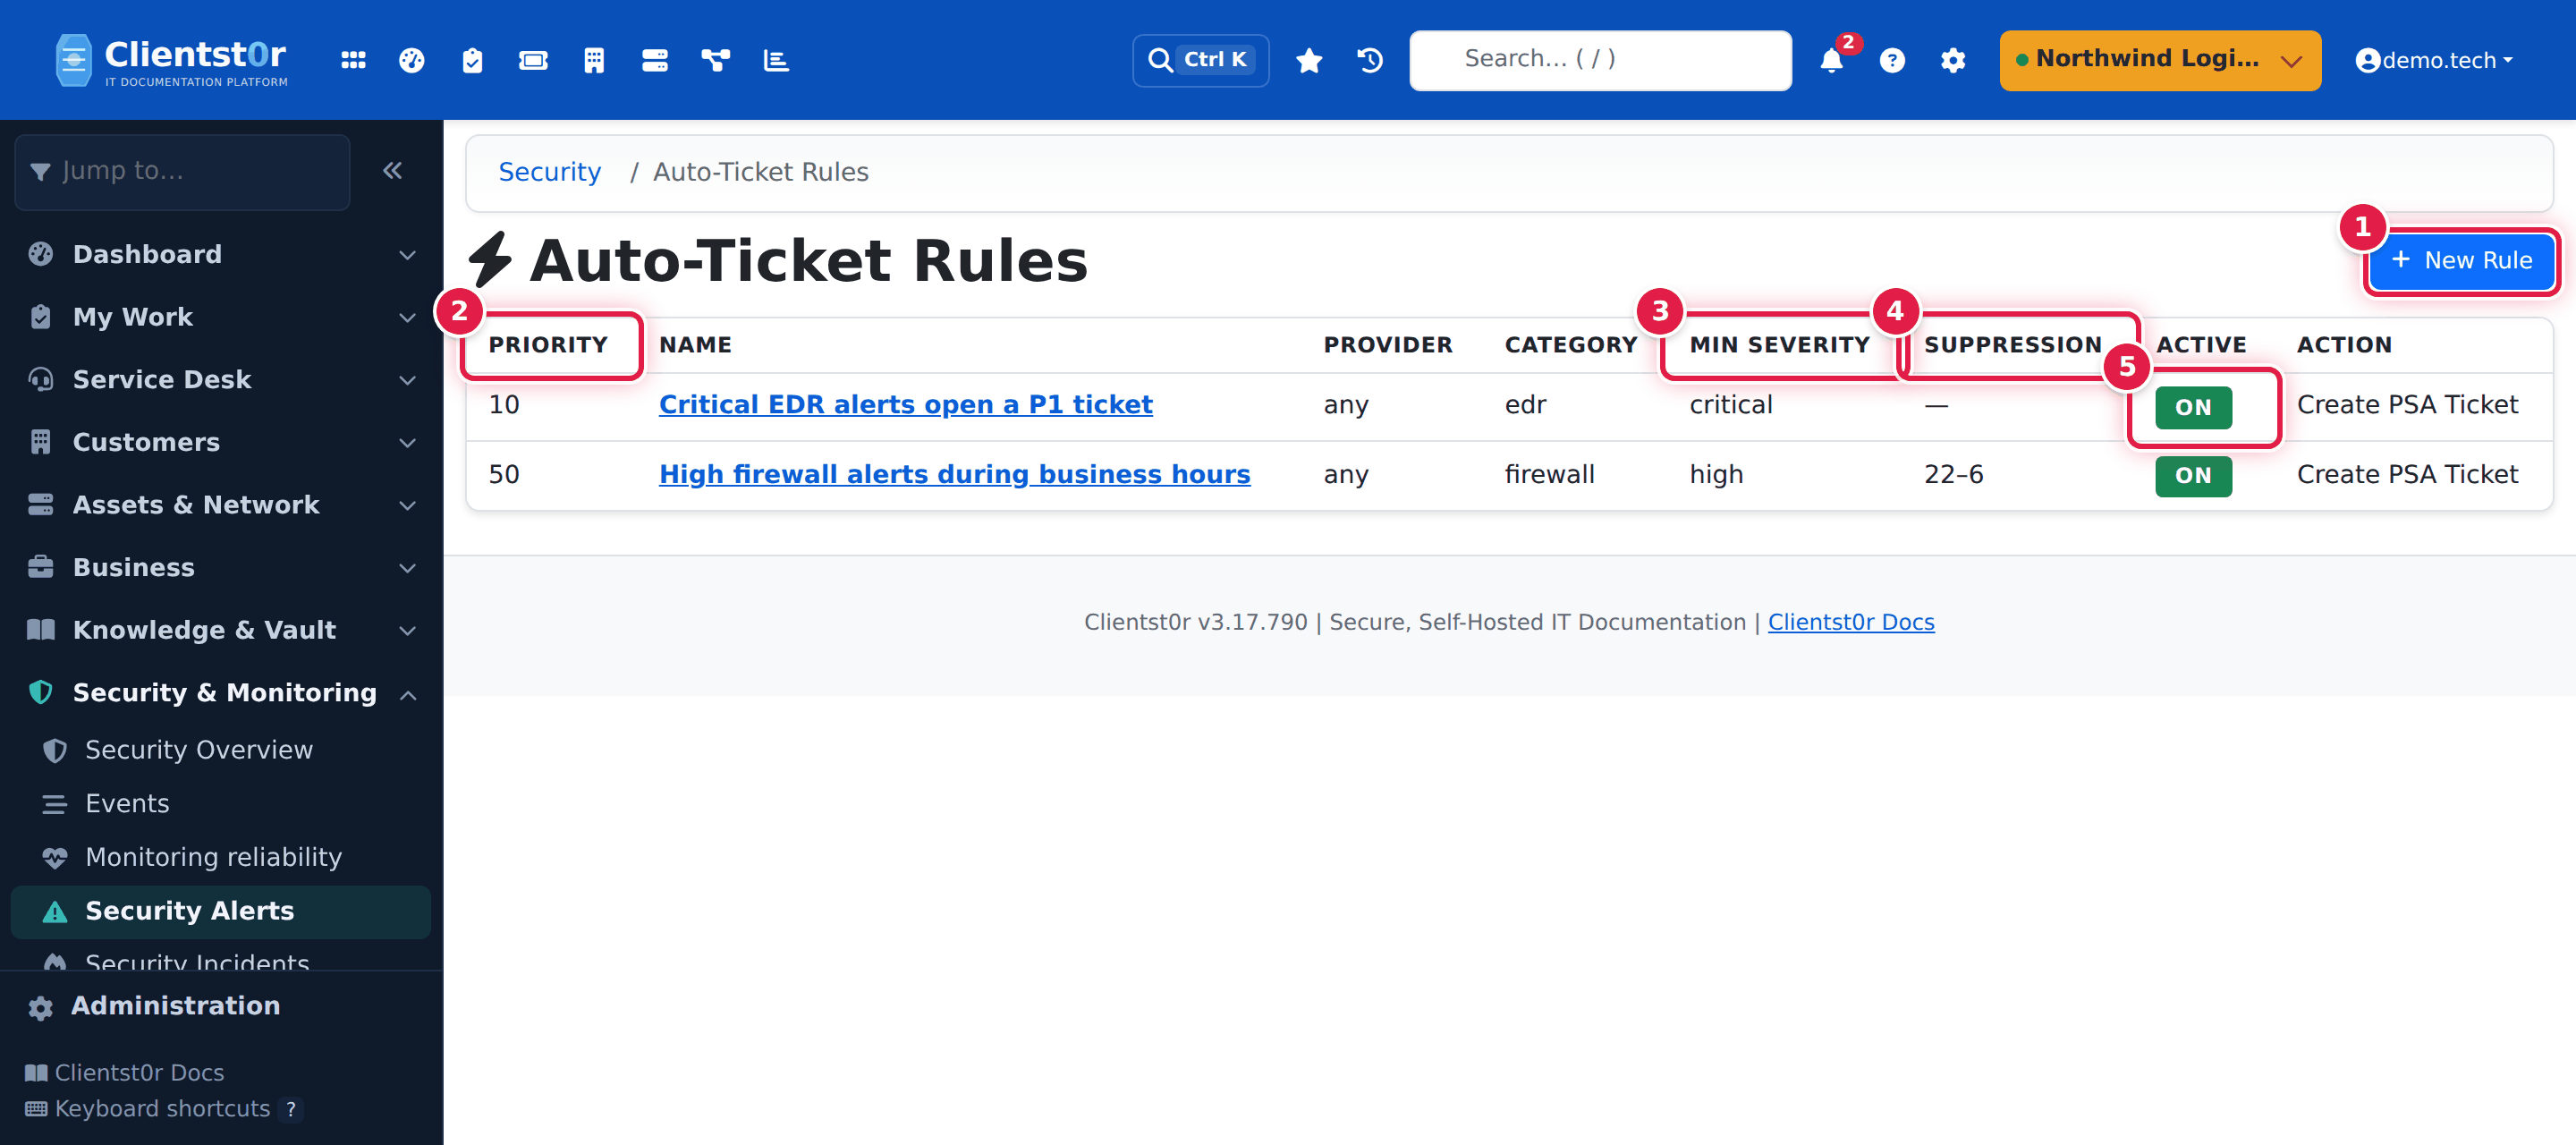 Clientst0r
IT DOCUMENTATION PLATFORM
Ctrl K
Search... ( / )
2
?
Northwind Logi...
demo.tech
Jump to...
Dashboard
My Work
Service Desk
Customers
Assets & Network
Business
Knowledge & Vault
Security & Monitoring
Security Overview
Events
Monitoring reliability
Security Alerts
Security Incidents
Administration
Clientst0r Docs
Keyboard shortcuts ?
Security / Auto-Ticket Rules
Auto-Ticket Rules
1
+ New Rule
2 3 4 5
PRIORITY NAME PROVIDER CATEGORY MIN SEVERITY SUPPRESSION ACTIVE ACTION
10 Critical EDR alerts open a P1 ticket any edr critical — ON Create PSA Ticket
50 High firewall alerts during business hours any firewall high 22–6 ON Create PSA Ticket
Clientst0r v3.17.790 | Secure, Self-Hosted IT Documentation | Clientst0r Docs